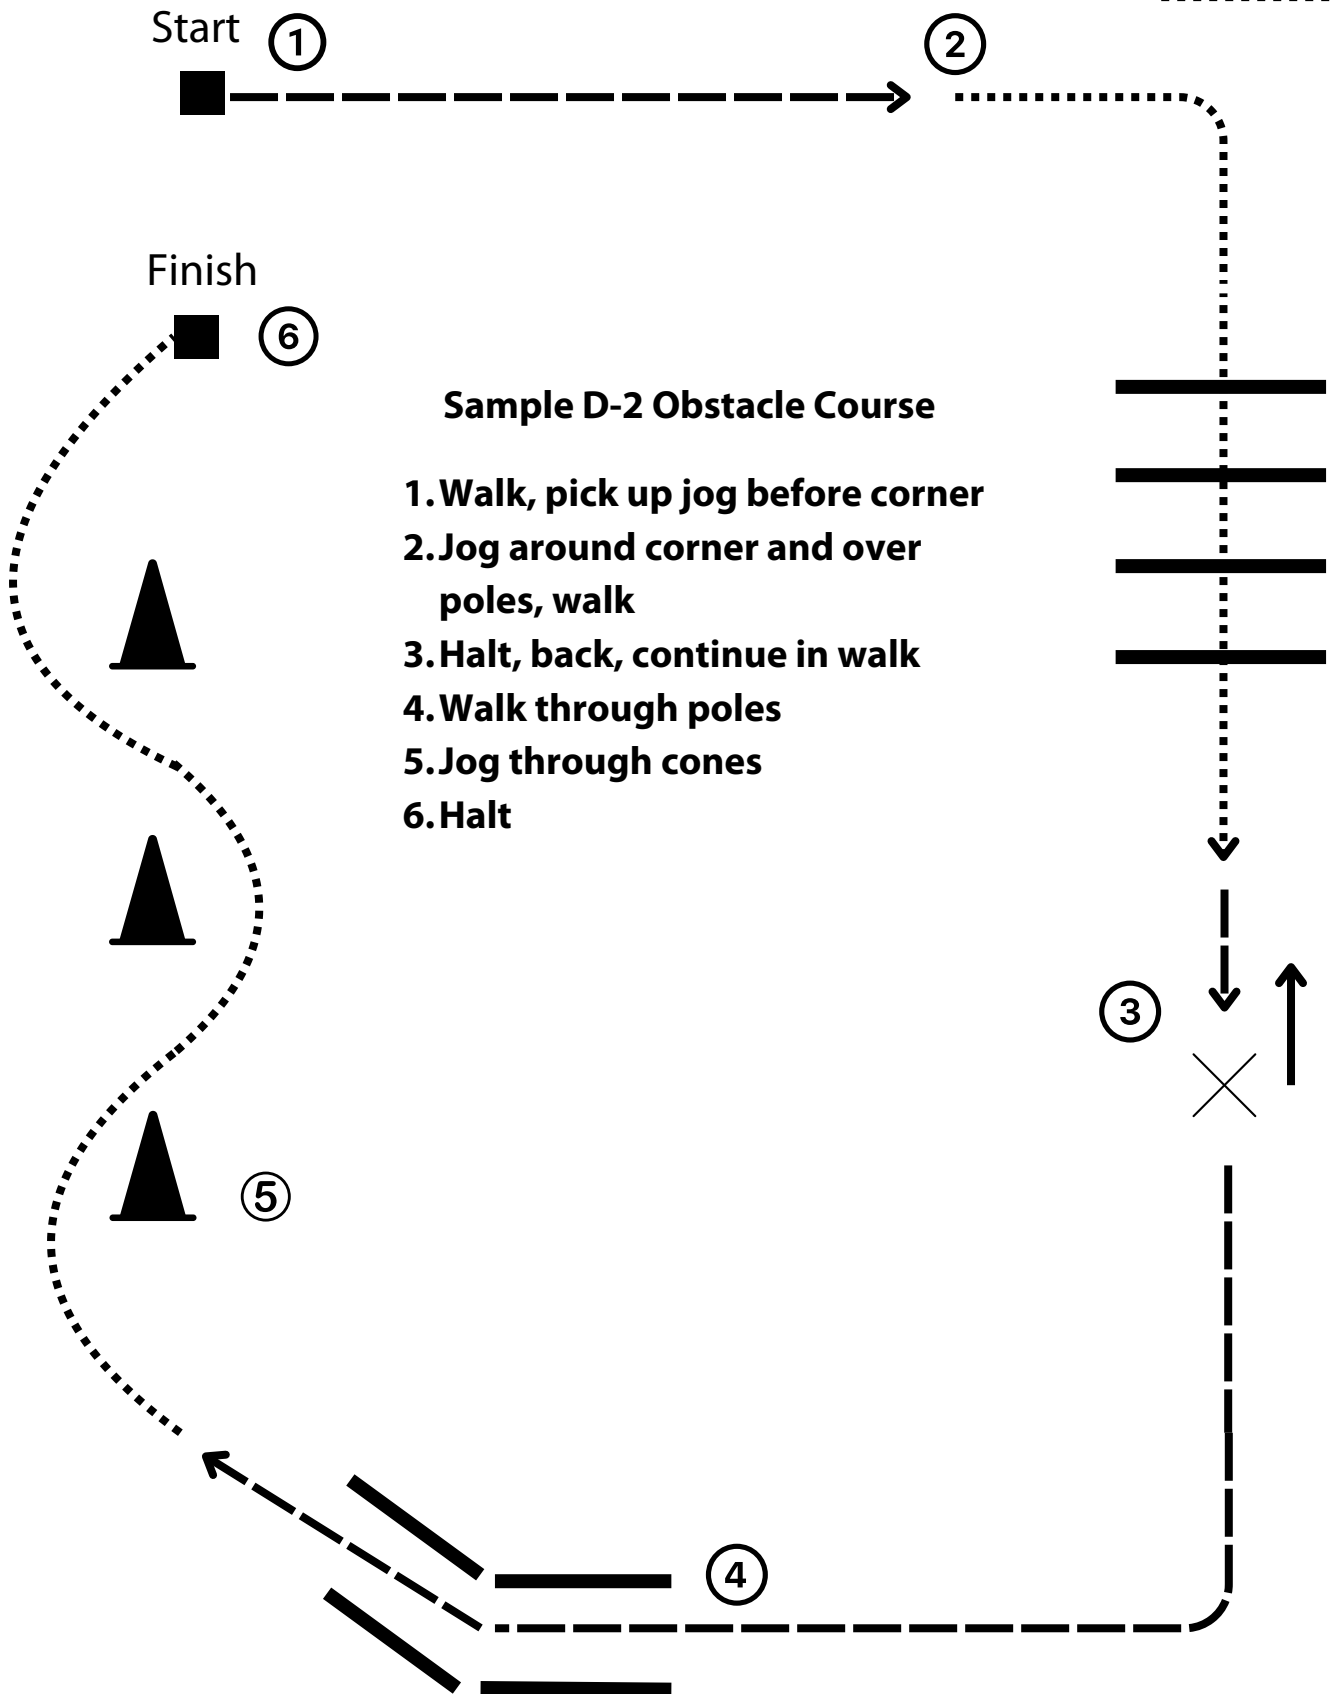 Start 1
2
Finish
6
Sample D-2 Obstacle Course
1. Walk, pick up jog before corner
2. Jog around corner and over
poles, walk
3. Halt, back, continue in walk
4. Walk through poles
5. Jog through cones
6. Halt
3
5
4